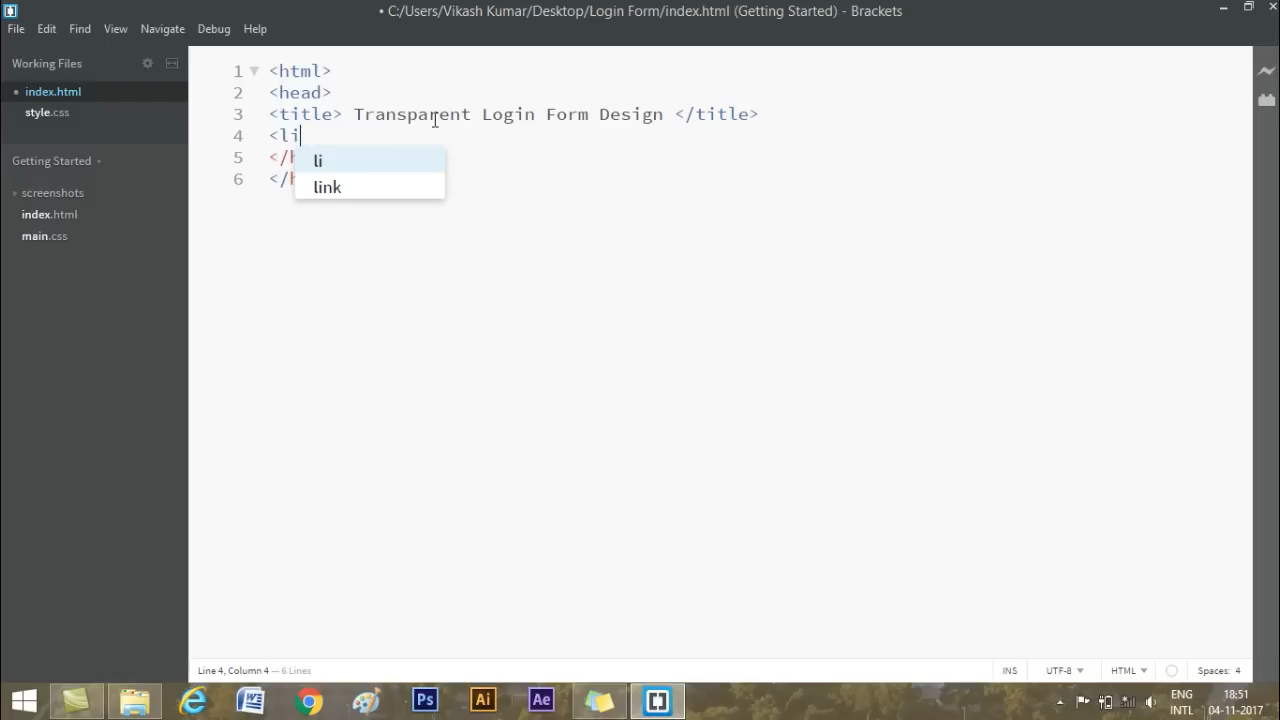 • C:/Users/Vikash Kumar/Desktop/Login Form/index.html (Getting Started) - Brackets
File Edit Find View Navigate Debug Help
Working Files
index.html
style.css
Getting Started
screenshots
index.html
main.css
1 <html>
2 <head>
3 <title> Transparent Login Form Design </title>
4 <li
5 </h
6 </h
li
link
Line 4, Column 4 — 6 Lines
INS UTF-8 HTML Spaces: 4
Ps Ai Ae
ENG 18:51
INTL 04-11-2017